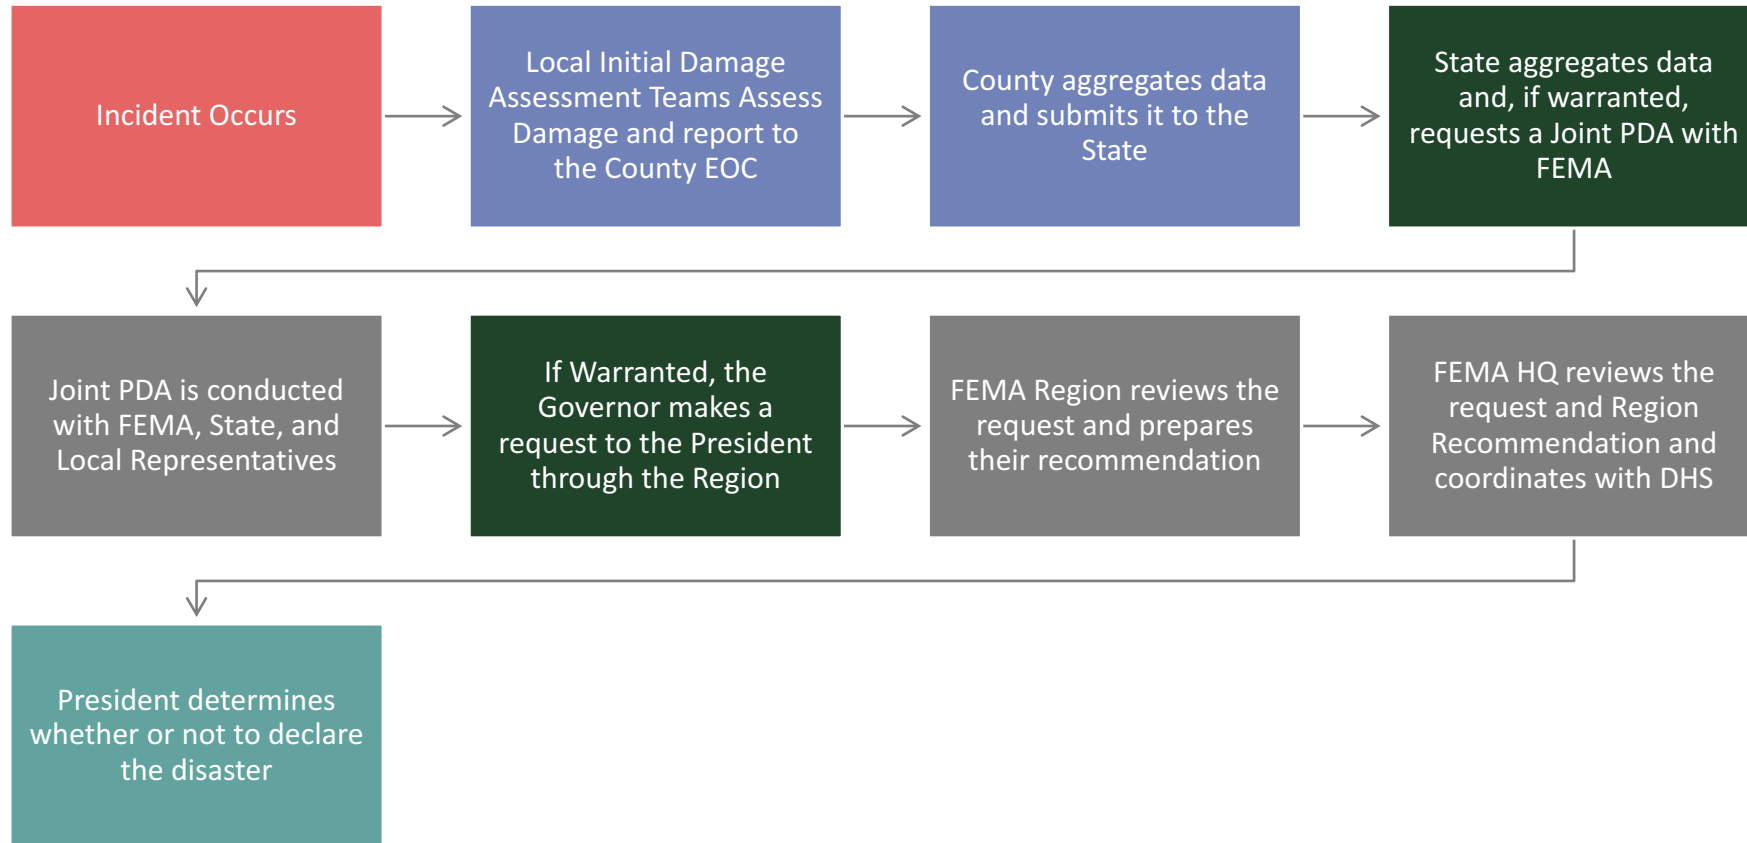 Incident Occurs
Local Initial Damage
Assessment Teams Assess
Damage and report to
the County EOC
County aggregates data
and submits it to the
State
State aggregates data
and, if warranted,
requests a Joint PDA with
FEMA
Joint PDA is conducted
with FEMA, State, and
Local Representatives
If Warranted, the
Governor makes a
request to the President
through the Region
FEMA Region reviews the
request and prepares
their recommendation
FEMA HQ reviews the
request and Region
Recommendation and
coordinates with DHS
President determines
whether or not to declare
the disaster